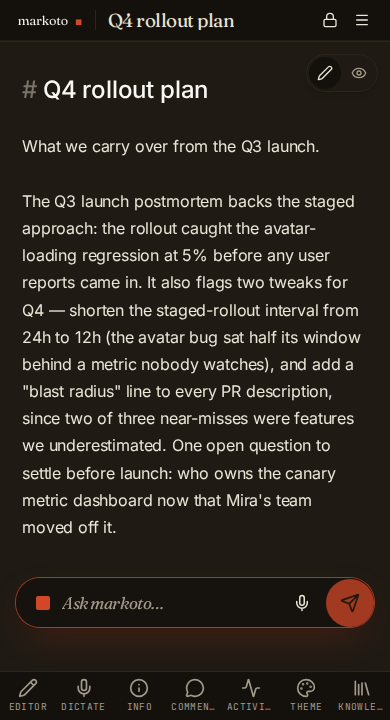 markoto
Q4 rollout plan
# Q4 rollout plan
What we carry over from the Q3 launch.
The Q3 launch postmortem backs the staged
approach: the rollout caught the avatar-
loading regression at 5% before any user
reports came in. It also flags two tweaks for
Q4 — shorten the staged-rollout interval from
24h to 12h (the avatar bug sat half its window
behind a metric nobody watches), and add a
"blast radius" line to every PR description,
since two of three near-misses were features
we underestimated. One open question to
settle before launch: who owns the canary
metric dashboard now that Mira's team
moved off it.
Ask markoto...
EDITOR DICTATE INFO COMMEN… ACTIVI… THEME KNOWLE…